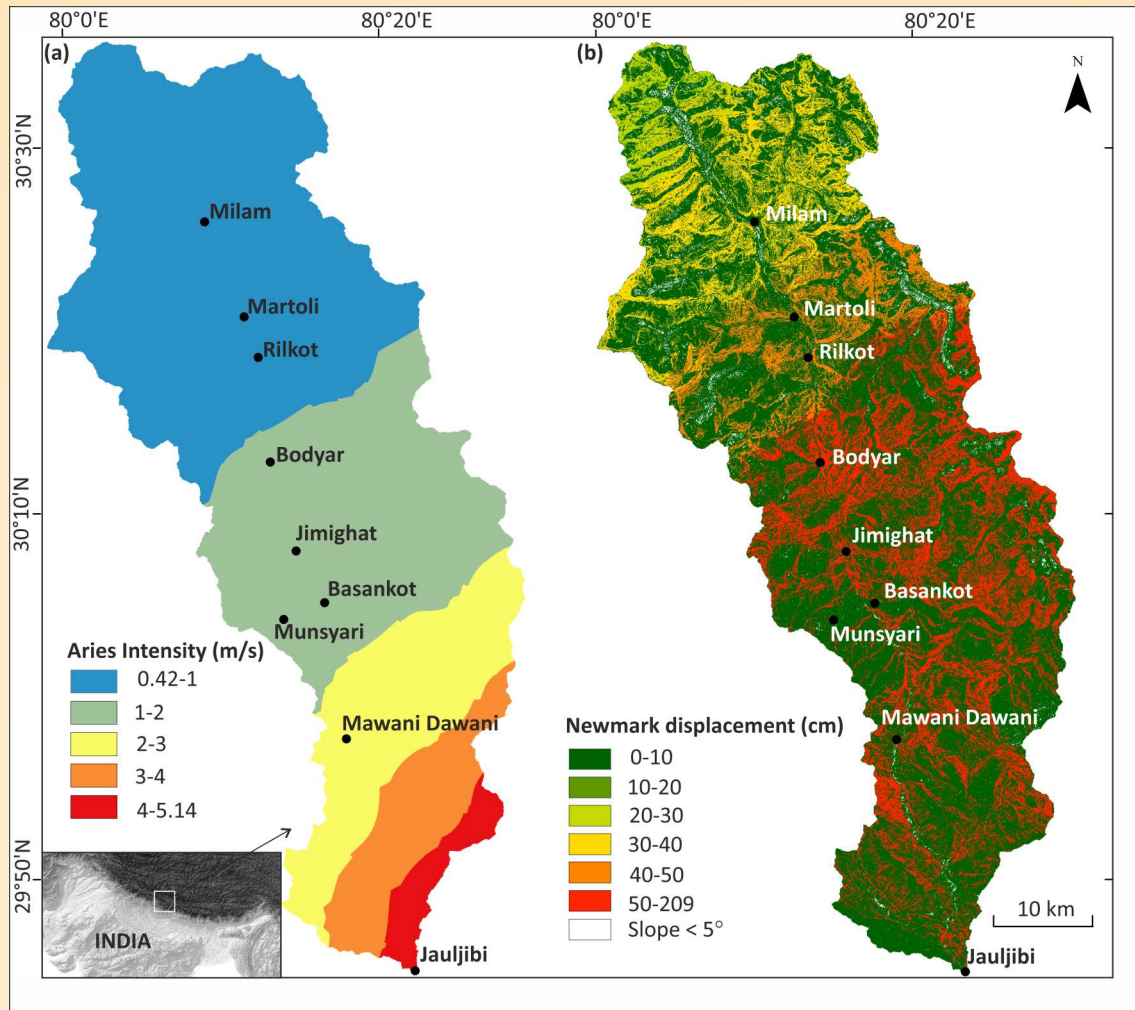 80°0'E
80°20'E
80°0'E
80°20'E
(a)
(b)
N
30°30'N
30°10'N
29°50'N
Milam
Martoli
Rilkot
Bodyar
Jimighat
Basankot
Munsyari
Mawani Dawani
Jauljibi
Aries Intensity (m/s)
0.42-1
1-2
2-3
3-4
4-5.14
INDIA
Milam
Martoli
Rilkot
Bodyar
Jimighat
Basankot
Munsyari
Mawani Dawani
Jauljibi
Newmark displacement (cm)
0-10
10-20
20-30
30-40
40-50
50-209
Slope < 5°
10 km